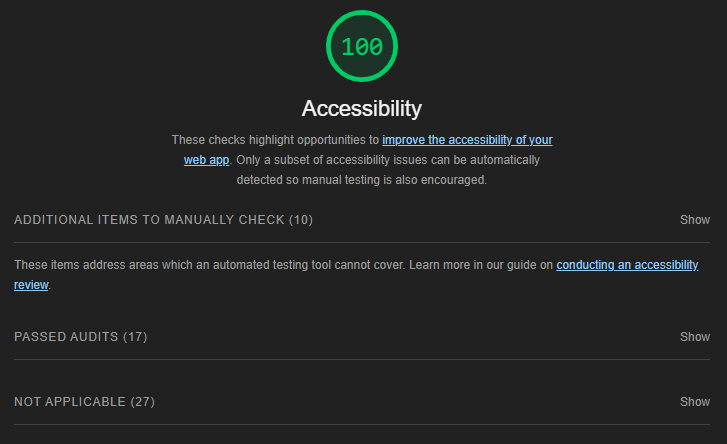 100
Accessibility
These checks highlight opportunities to improve the accessibility of your
web app. Only a subset of accessibility issues can be automatically
detected so manual testing is also encouraged.
ADDITIONAL ITEMS TO MANUALLY CHECK (10) Show
These items address areas which an automated testing tool cannot cover. Learn more in our guide on conducting an accessibility
review.
PASSED AUDITS (17) Show
NOT APPLICABLE (27) Show